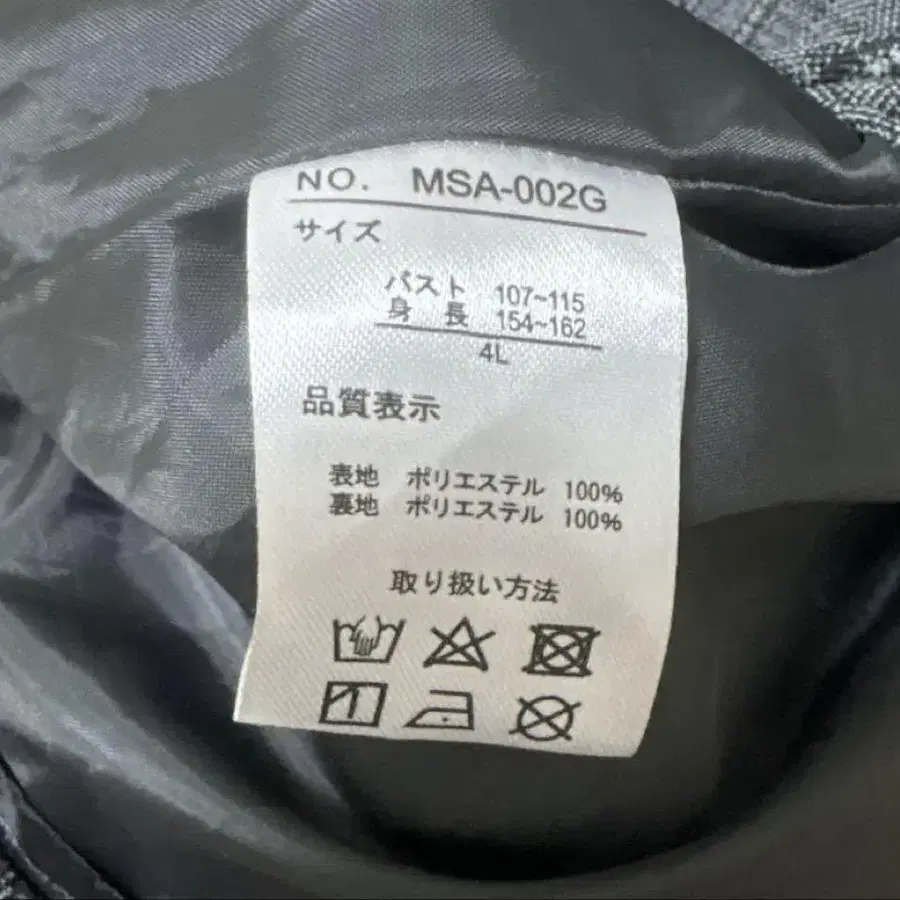 NO. MSA-002G
サイズ
バスト 107~115
身長 154~162
4L
品質表示
表地 ポリエステル 100%
裏地 ポリエステル 100%
取り扱い方法